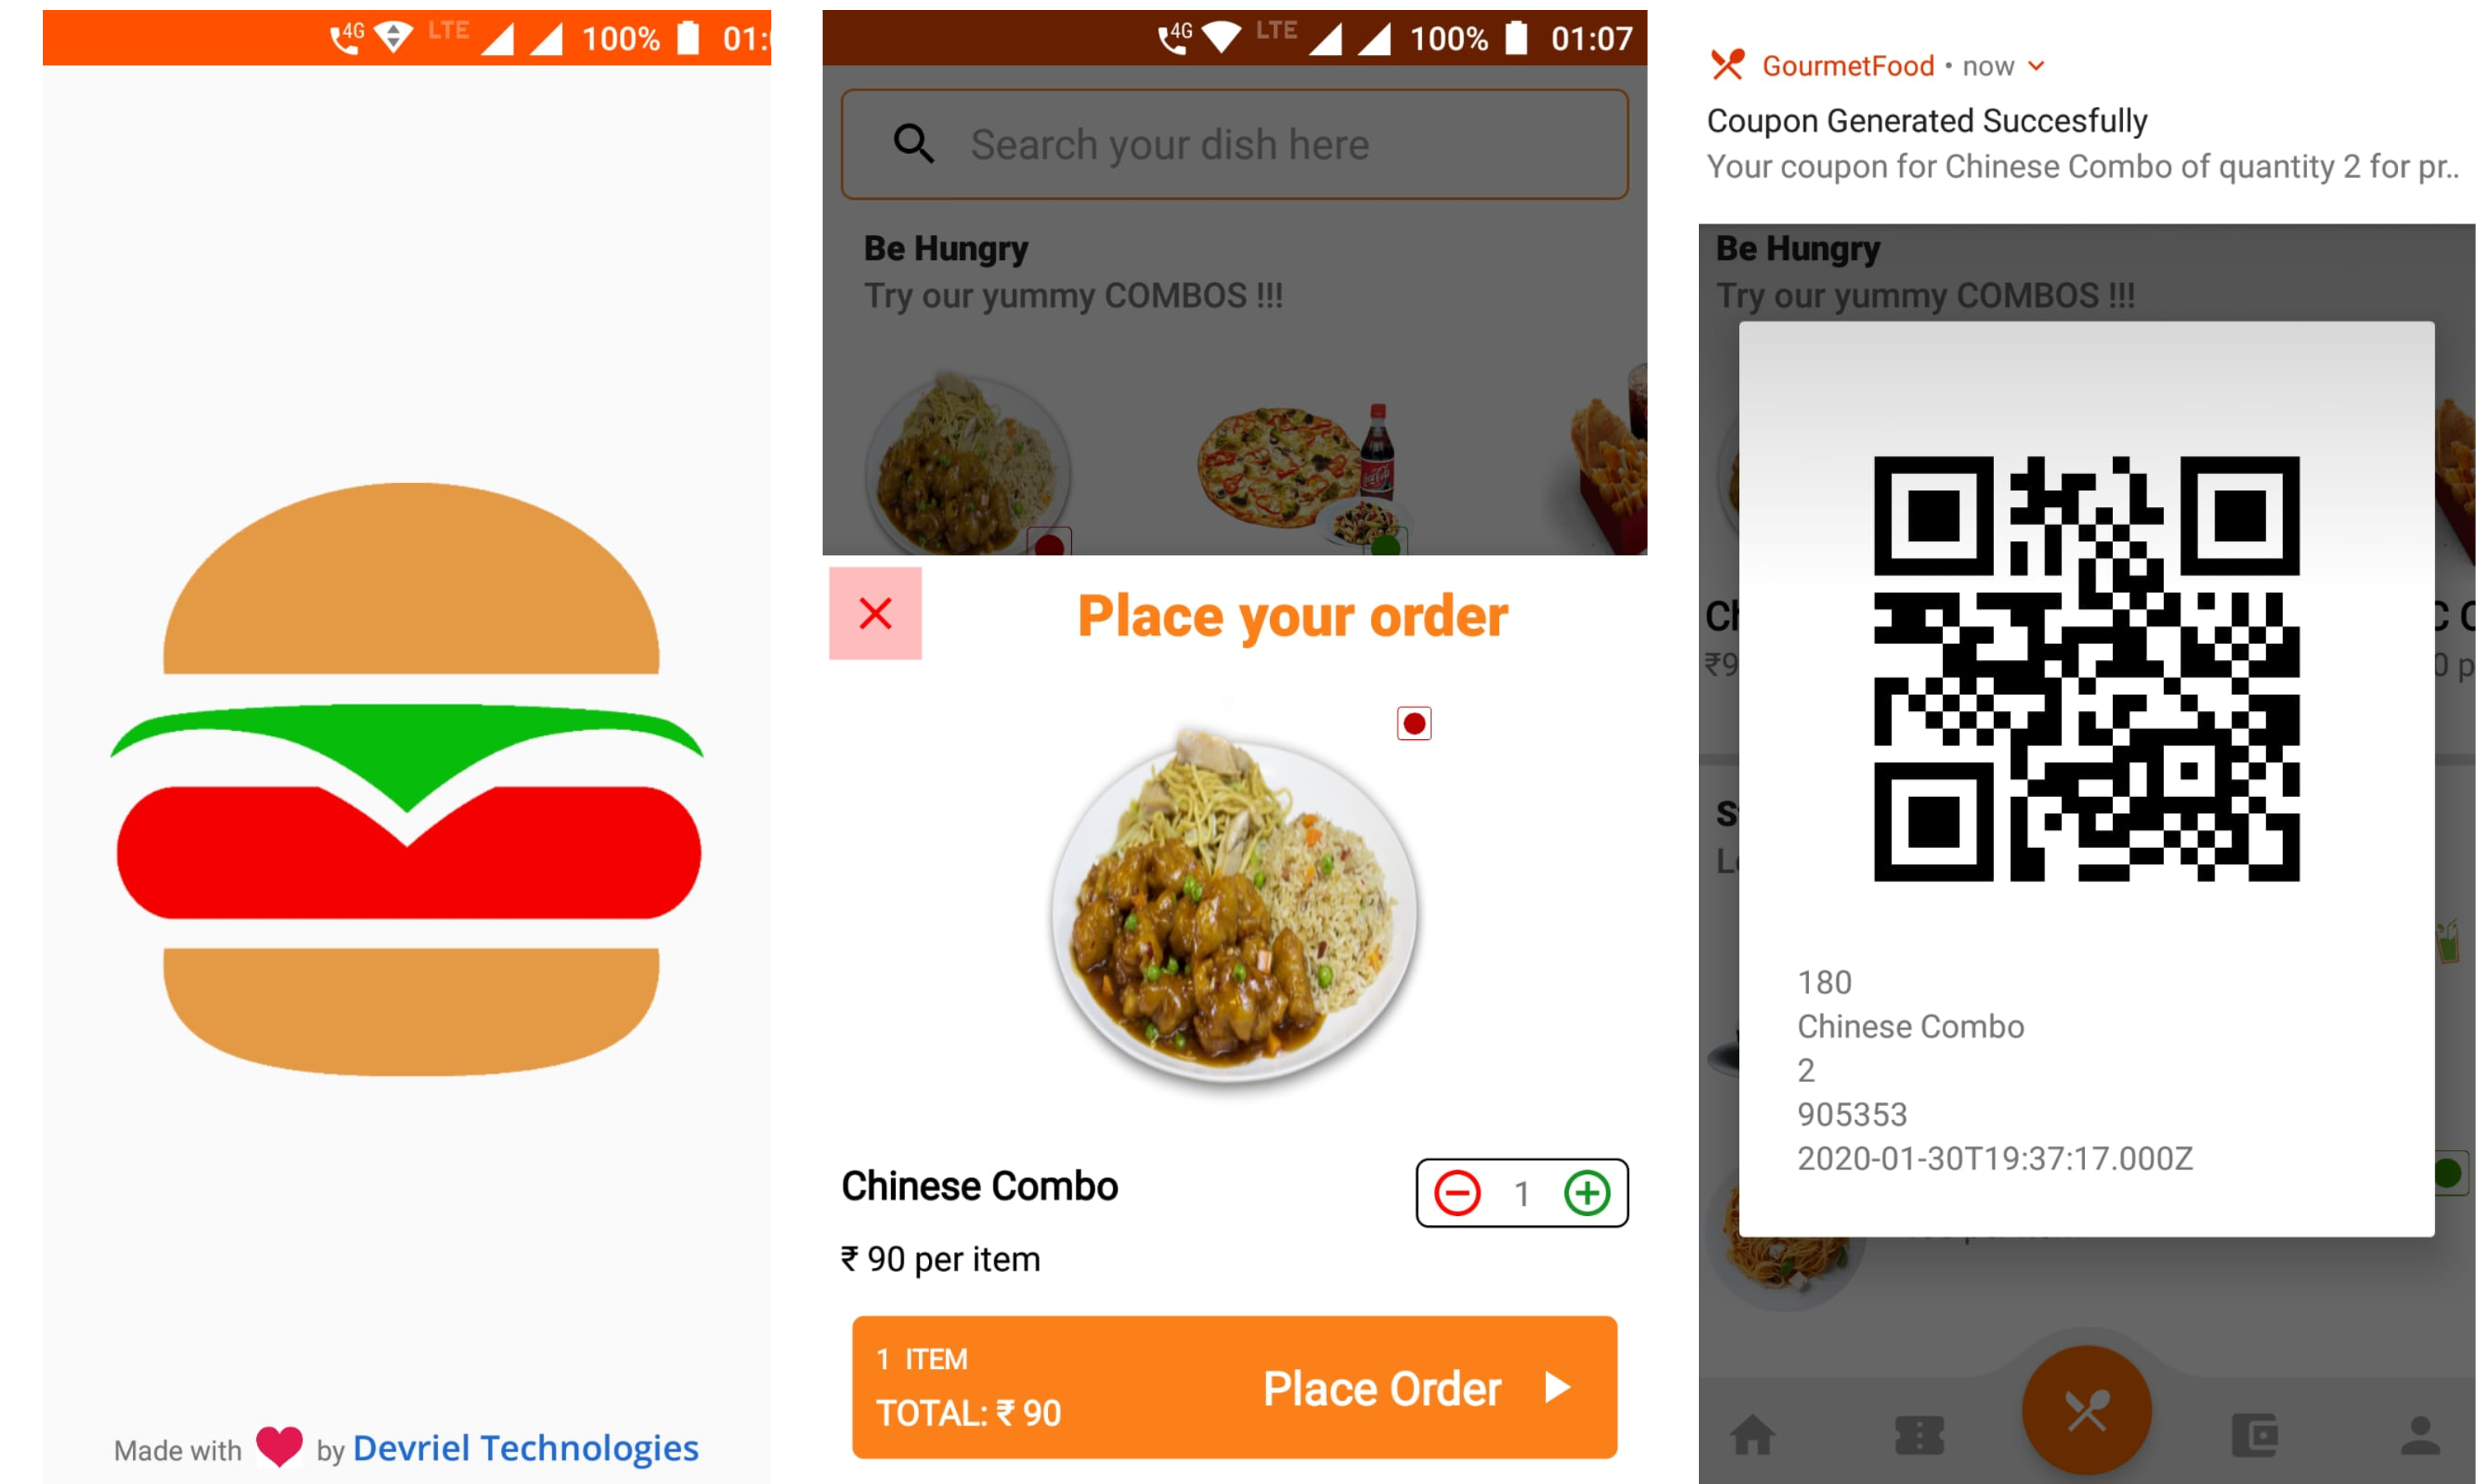 4G LTE 100% 01:
Made with by Devriel Technologies
4G LTE 100% 01:07
Search your dish here
Be Hungry
Try our yummy COMBOS !!!
Place your order
Chinese Combo
1
₹ 90 per item
1 ITEM
TOTAL: ₹ 90
Place Order
GourmetFood • now
Coupon Generated Succesfully
Your coupon for Chinese Combo of quantity 2 for pr..
Be Hungry
Try our yummy COMBOS !!!
₹9
180
Chinese Combo
2
905353
2020-01-30T19:37:17.000Z